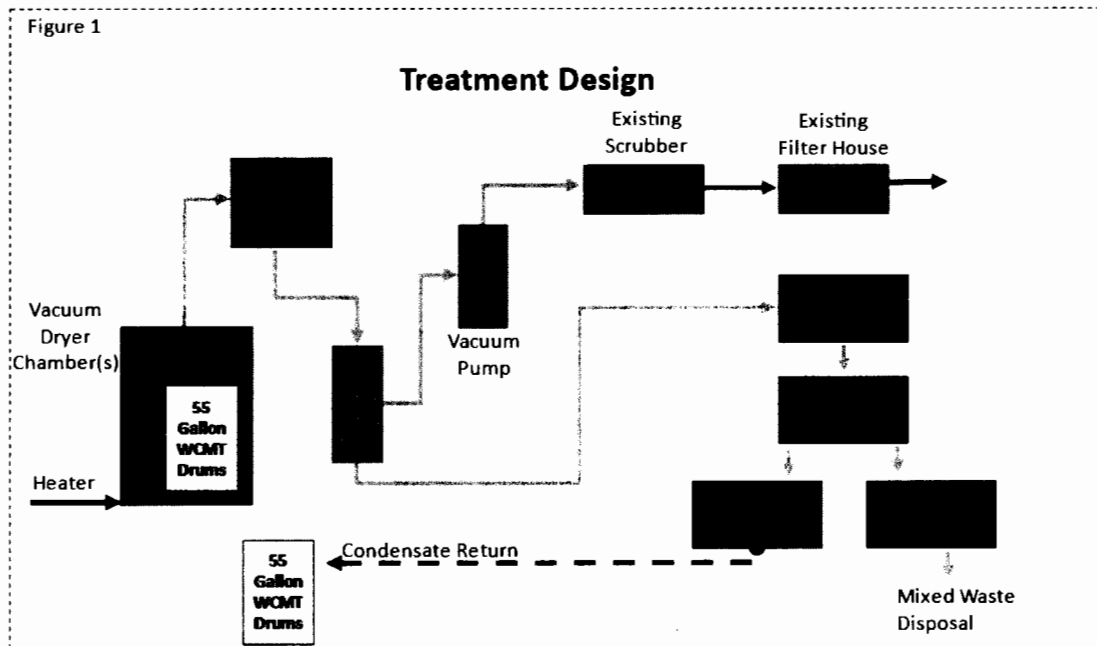 Figure 1
Treatment Design
Existing
Scrubber
Existing
Filter House
Vacuum
Dryer
Chamber(s)
Vacuum
Pump
55
Gallon
WCMT
Drums
Heater
Condensate Return
55
Gallon
WCMT
Drums
Mixed Waste
Disposal